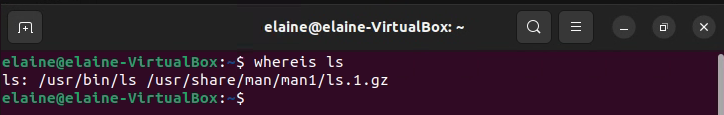 elaine@elaine-VirtualBox: ~
elaine@elaine-VirtualBox:~$ whereis ls
ls: /usr/bin/ls /usr/share/man/man1/ls.1.gz
elaine@elaine-VirtualBox:~$